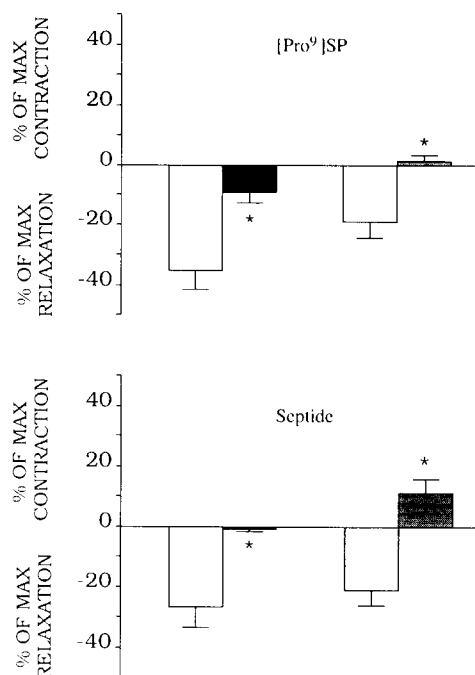 % OF MAX
CONTRACTION
% OF MAX
RELAXATION
40
20
0
-20
-40
[Pro⁹]SP
*
*
% OF MAX
CONTRACTION
% OF MAX
RELAXATION
40
20
0
-20
-40
Septide
*
*